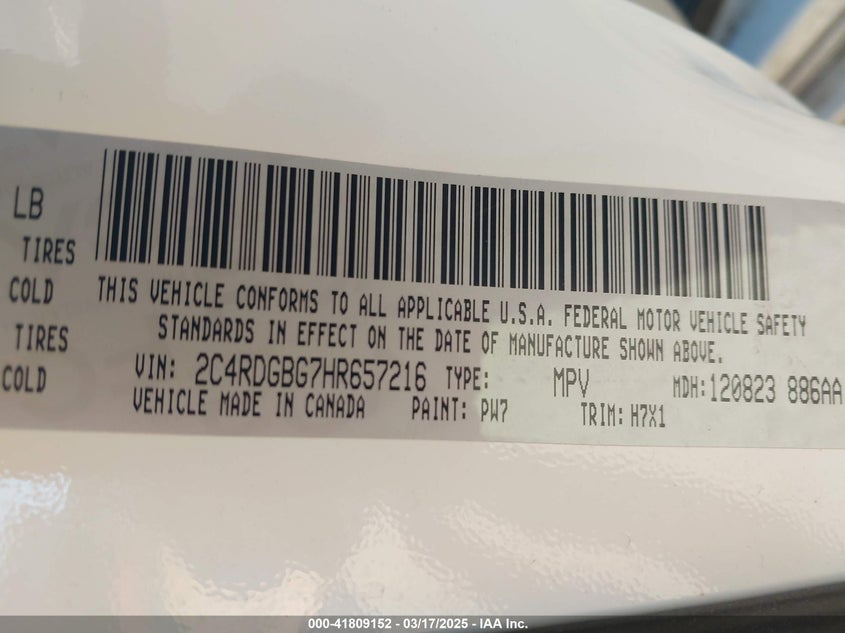 LB
TIRES
COLD
TIRES
COLD
THIS VEHICLE CONFORMS TO ALL APPLICABLE U.S.A. FEDERAL MOTOR VEHICLE SAFETY
STANDARDS IN EFFECT ON THE DATE OF MANUFACTURE SHOWN ABOVE.
VIN: 2C4RDGBG7HR657216 TYPE: MPV MDH:120823 886AA
VEHICLE MADE IN CANADA PAINT: PW7 TRIM: H7X1
000-41809152 - 03/17/2025 - IAA Inc.